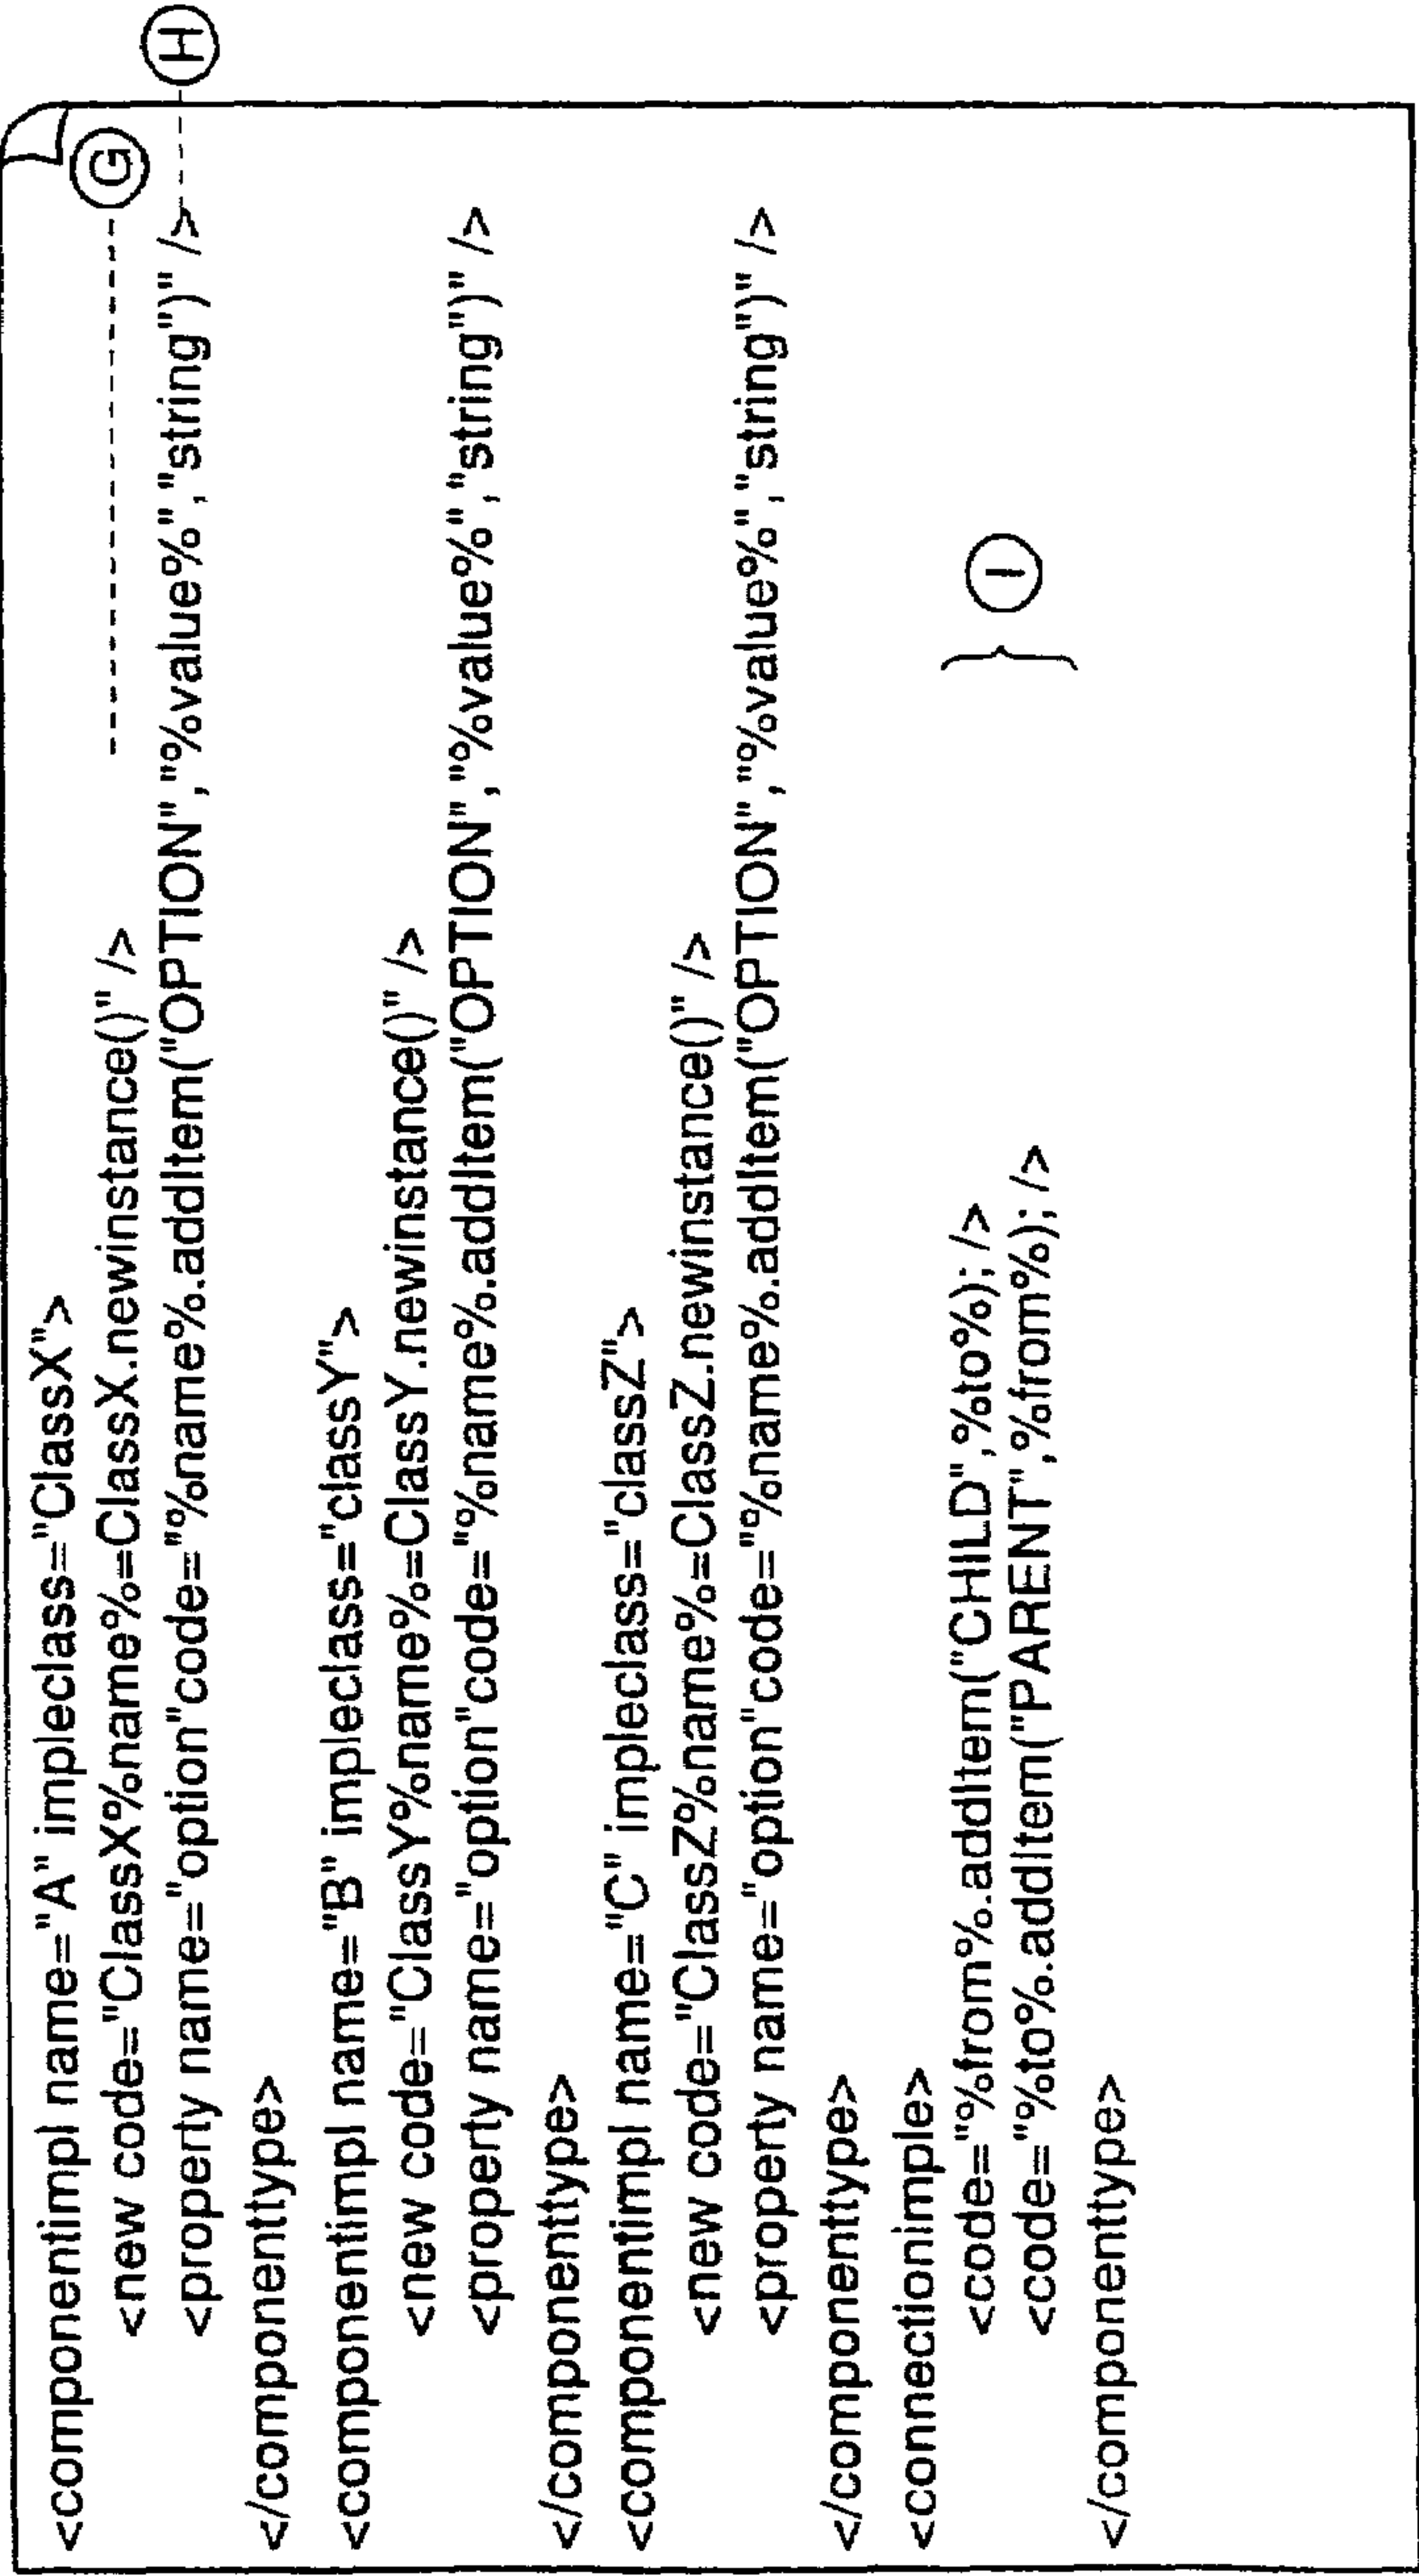 <componentimpl name="A" impleclass="ClassX">
<new code="ClassX%name%=ClassX.newinstance()" /> G
<property name="option"code="%name%.addItem("OPTION","%value%","string")" /> H
</componenttype>
<componentimpl name="B" impleclass="classY">
<new code="ClassY%name%=ClassY.newinstance()" />
<property name="option"code="%name%.addItem("OPTION","%value%","string")" />
</componenttype>
<componentimpl name="C" impleclass="classZ">
<new code="ClassZ%name%=ClassZ.newinstance()" />
<property name="option"code="%name%.addItem("OPTION","%value%","string")" />
</componenttype>
<connectionimple>
<code="%from%.addItem("CHILD",%to%); />
<code="%to%.addItem("PARENT",%from%); />
I
</componenttype>